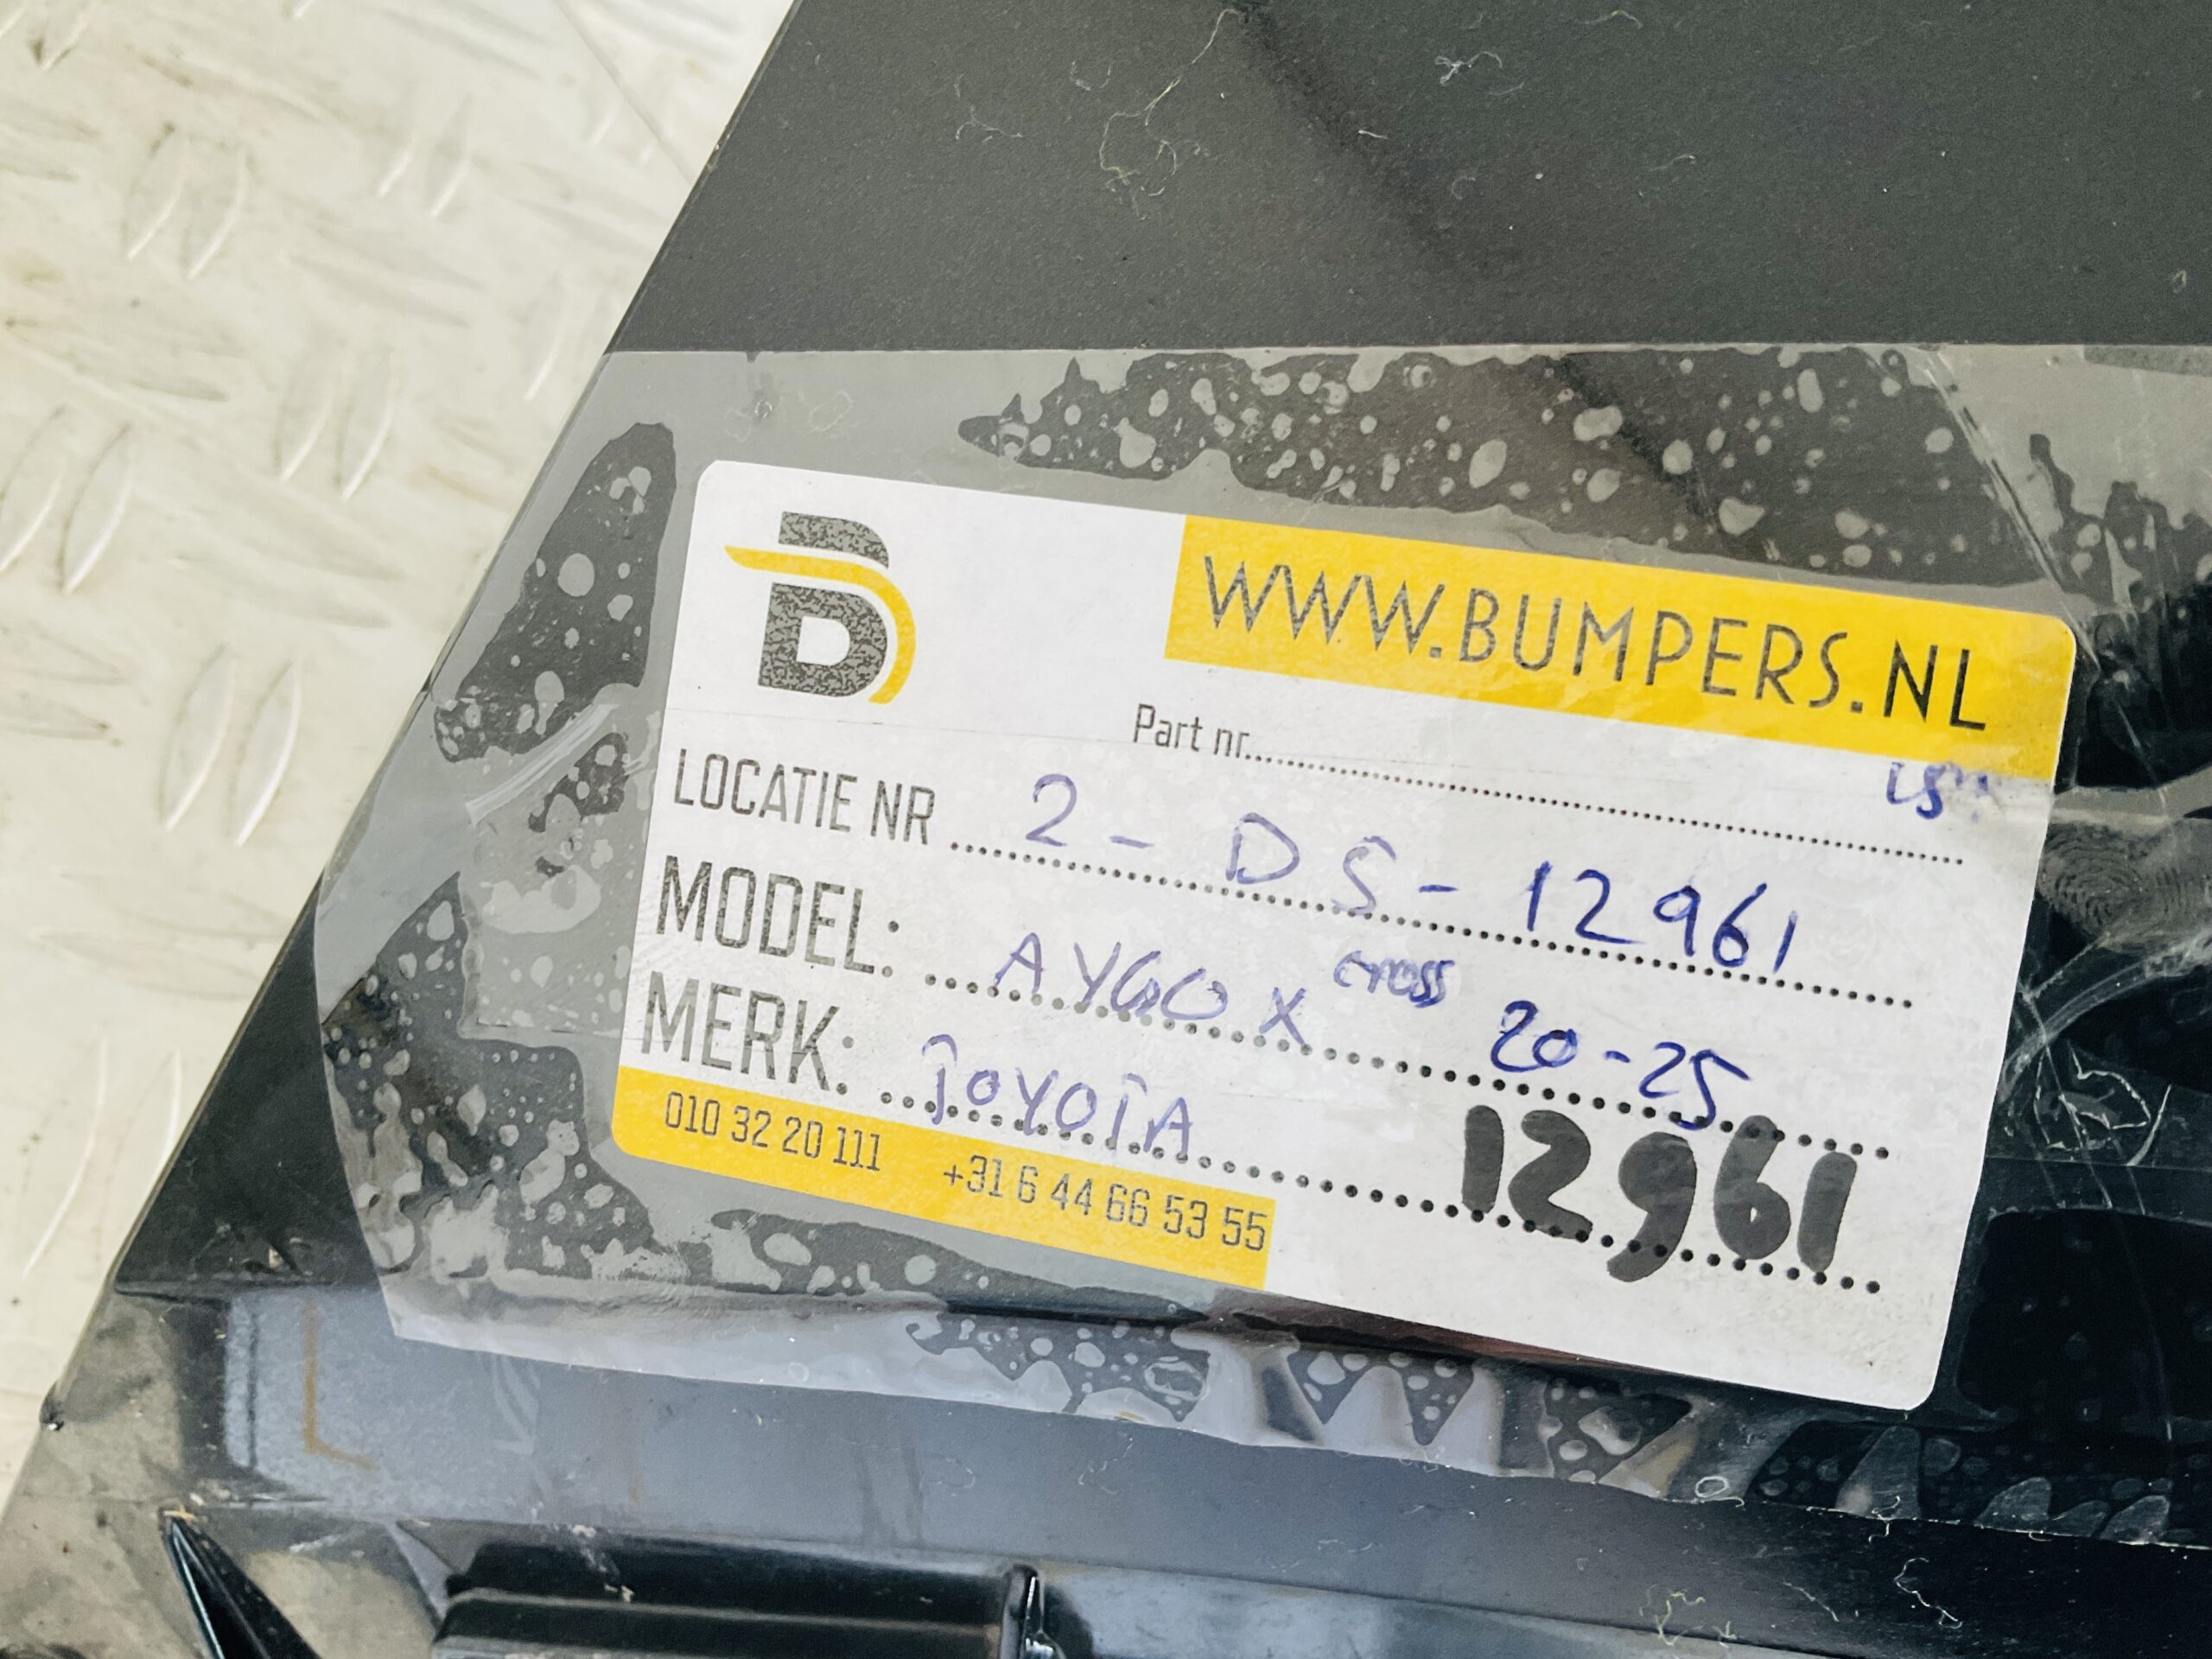 B
WWW.BUMPERS.NL
Part nr.
LOCATIE NR 2 - DS - 12961
MODEL: AYGO X cross 20-25
MERK: TOYOTA
12961
010 32 20 111 +31 6 44 66 53 55